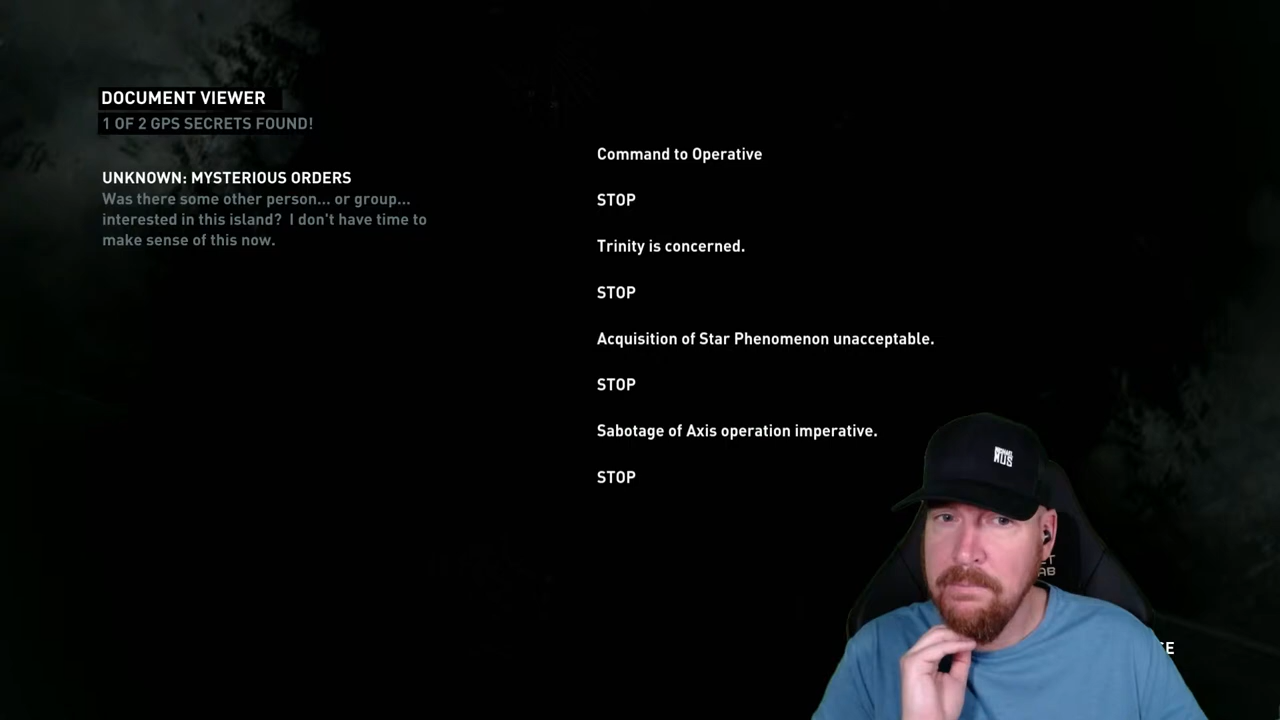 DOCUMENT VIEWER
1 OF 2 GPS SECRETS FOUND!
UNKNOWN: MYSTERIOUS ORDERS
Was there some other person... or group...
interested in this island?  I don't have time to
make sense of this now.
Command to Operative
STOP
Trinity is concerned.
STOP
Acquisition of Star Phenomenon unacceptable.
STOP
Sabotage of Axis operation imperative.
STOP